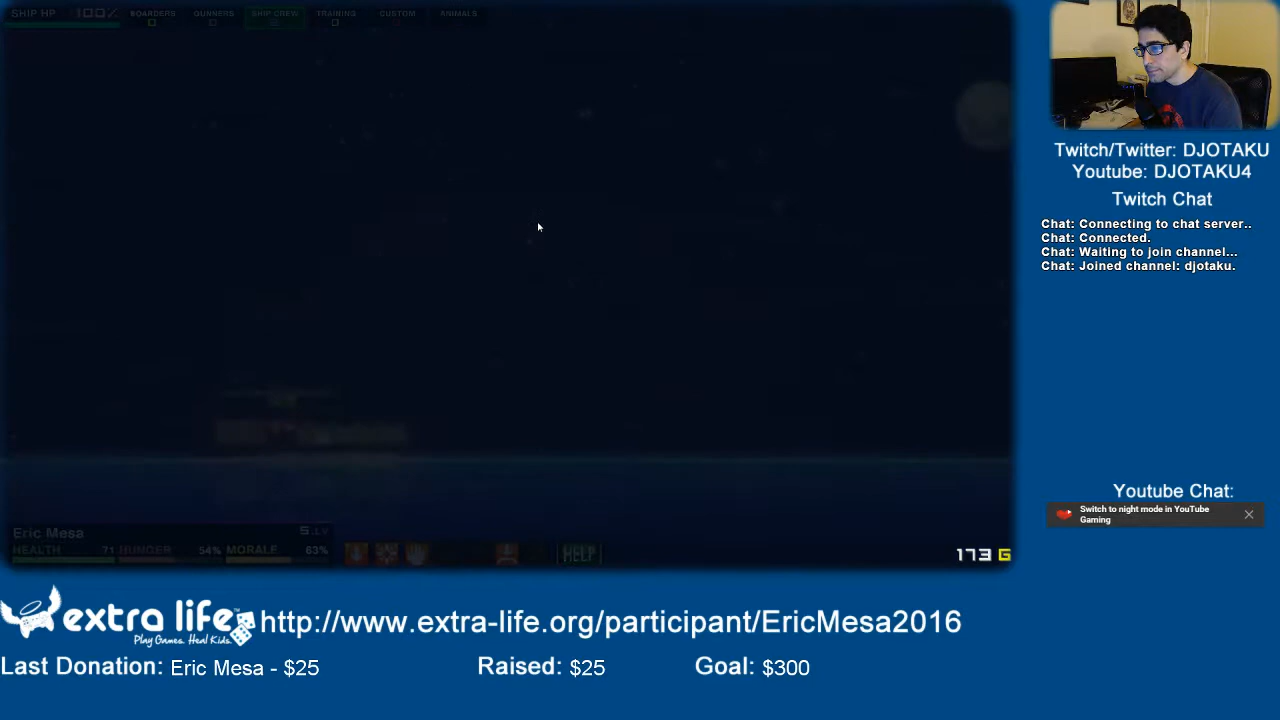 SHIP HP 100% BOARDERS GUNNERS SHIP CREW TRAINING CUSTOM ANIMALS
Twitch/Twitter: DJOTAKU
Youtube: DJOTAKU4
Twitch Chat
Chat: Connecting to chat server..
Chat: Connected.
Chat: Waiting to join channel...
Chat: Joined channel: djotaku.
Youtube Chat:
Switch to night mode in YouTube
Gaming
Eric Mesa 5.LV
HEALTH 71 HUNGER 54% MORALE 63% HELP 173 G
extra life
Play Games. Heal Kids.
http://www.extra-life.org/participant/EricMesa2016
Last Donation: Eric Mesa - $25 Raised: $25 Goal: $300